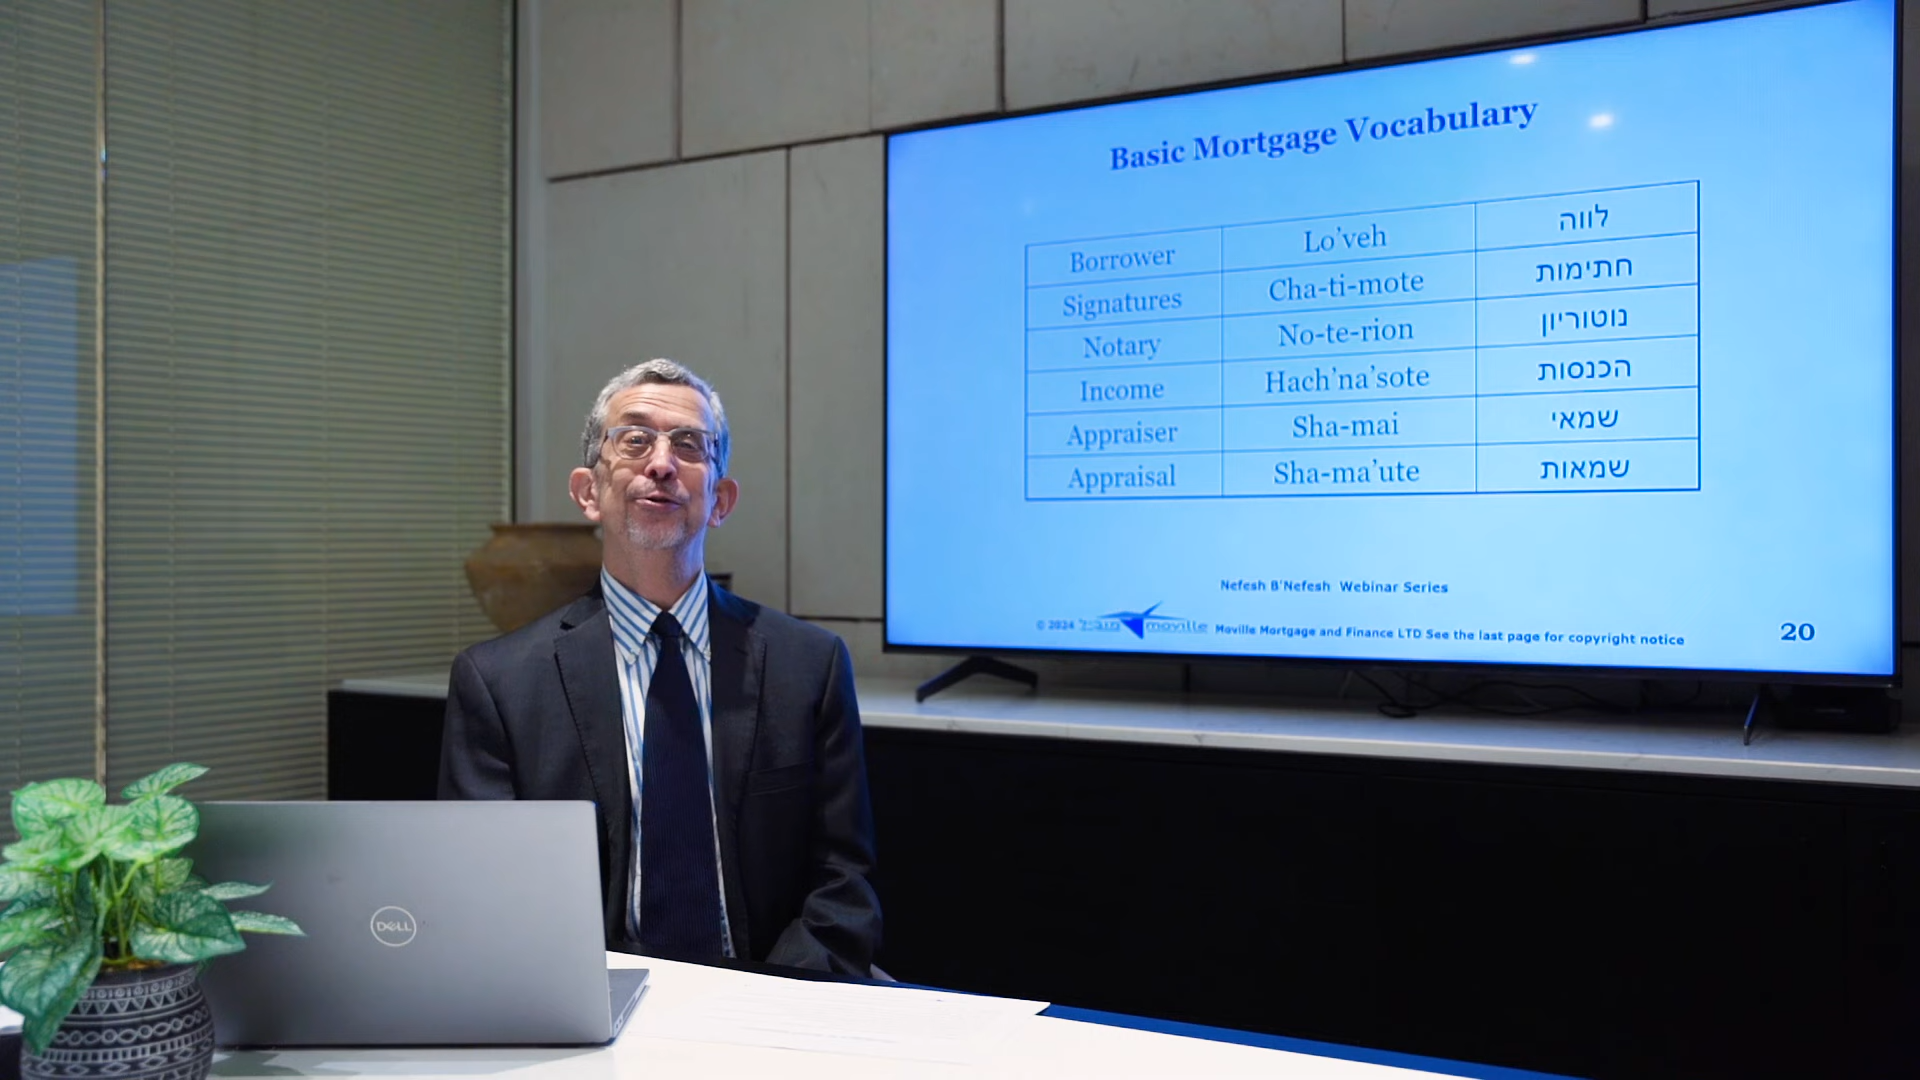 Basic Mortgage Vocabulary
Borrower Lo'veh לווה
Signatures Cha-ti-mote חתימות
Notary No-te-rion נוטוריון
Income Hach'na'sote הכנסות
Appraiser Sha-mai שמאי
Appraisal Sha-ma'ute שמאות
Nefesh B'Nefesh Webinar Series
© 2024 מוביל moville Moville Mortgage and Finance LTD See the last page for copyright notice
20
DELL